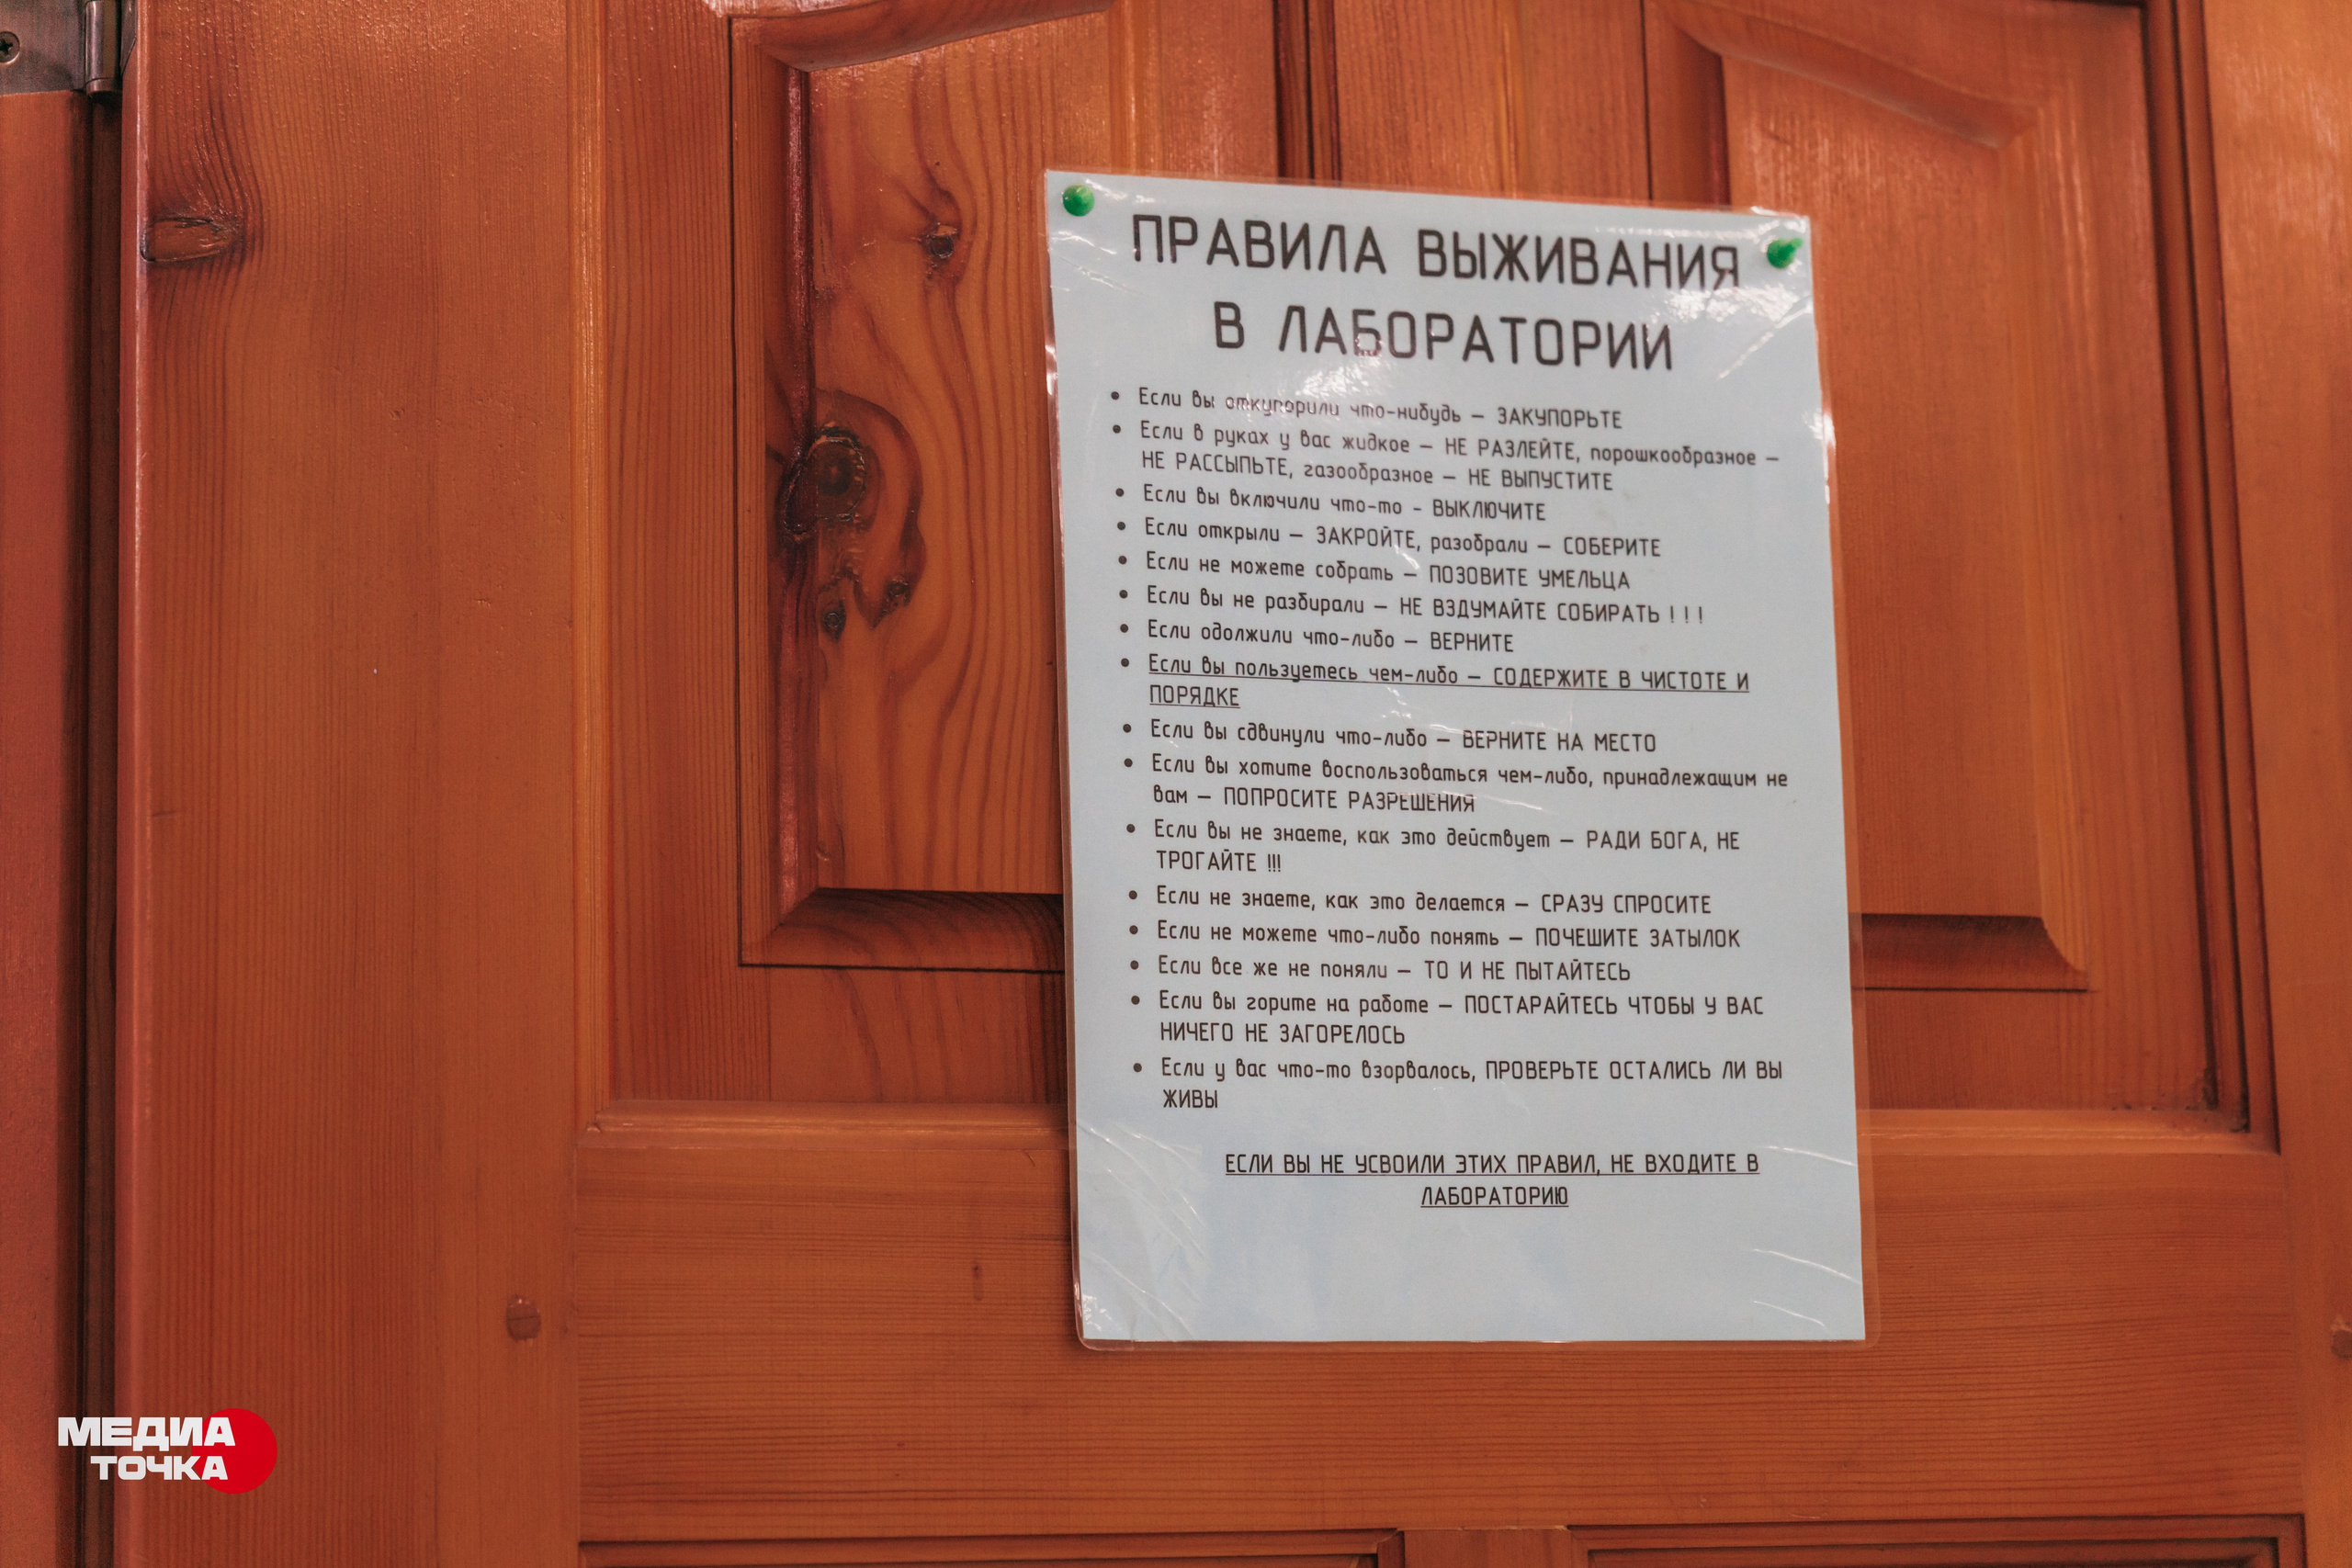 ПРАВИЛА ВЫЖИВАНИЯ
В ЛАБОРАТОРИИ
• Если вы откупорили что-нибудь – ЗАКУПОРЬТЕ
• Если в руках у вас жидкое – НЕ РАЗЛЕЙТЕ, порошкообразное –
НЕ РАССЫПЬТЕ, газообразное – НЕ ВЫПУСТИТЕ
• Если вы включили что-то - ВЫКЛЮЧИТЕ
• Если открыли – ЗАКРОЙТЕ, разобрали – СОБЕРИТЕ
• Если не можете собрать – ПОЗОВИТЕ УМЕЛЬЦА
• Если вы не разбирали – НЕ ВЗДУМАЙТЕ СОБИРАТЬ ! ! !
• Если одолжили что-либо – ВЕРНИТЕ
• Если вы пользуетесь чем-либо – СОДЕРЖИТЕ В ЧИСТОТЕ И
ПОРЯДКЕ
• Если вы сдвинули что-либо – ВЕРНИТЕ НА МЕСТО
• Если вы хотите воспользоваться чем-либо, принадлежащим не
вам – ПОПРОСИТЕ РАЗРЕШЕНИЯ
• Если вы не знаете, как это действует – РАДИ БОГА, НЕ
ТРОГАЙТЕ !!!
• Если не знаете, как это делается – СРАЗУ СПРОСИТЕ
• Если не можете что-либо понять – ПОЧЕШИТЕ ЗАТЫЛОК
• Если все же не поняли – ТО И НЕ ПЫТАЙТЕСЬ
• Если вы горите на работе – ПОСТАРАЙТЕСЬ ЧТОБЫ У ВАС
НИЧЕГО НЕ ЗАГОРЕЛОСЬ
• Если у вас что-то взорвалось, ПРОВЕРЬТЕ ОСТАЛИСЬ ЛИ ВЫ
ЖИВЫ
ЕСЛИ ВЫ НЕ УСВОИЛИ ЭТИХ ПРАВИЛ, НЕ ВХОДИТЕ В
ЛАБОРАТОРИЮ
МЕДИА
ТОЧКА